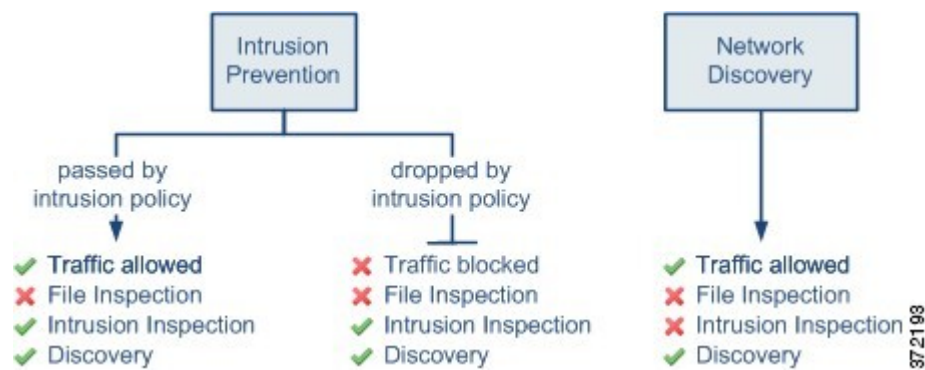 Intrusion
Prevention
Network
Discovery
passed by
intrusion policy
dropped by
intrusion policy
Traffic allowed
File Inspection
Intrusion Inspection
Discovery
Traffic blocked
File Inspection
Intrusion Inspection
Discovery
Traffic allowed
File Inspection
Intrusion Inspection
Discovery
372193